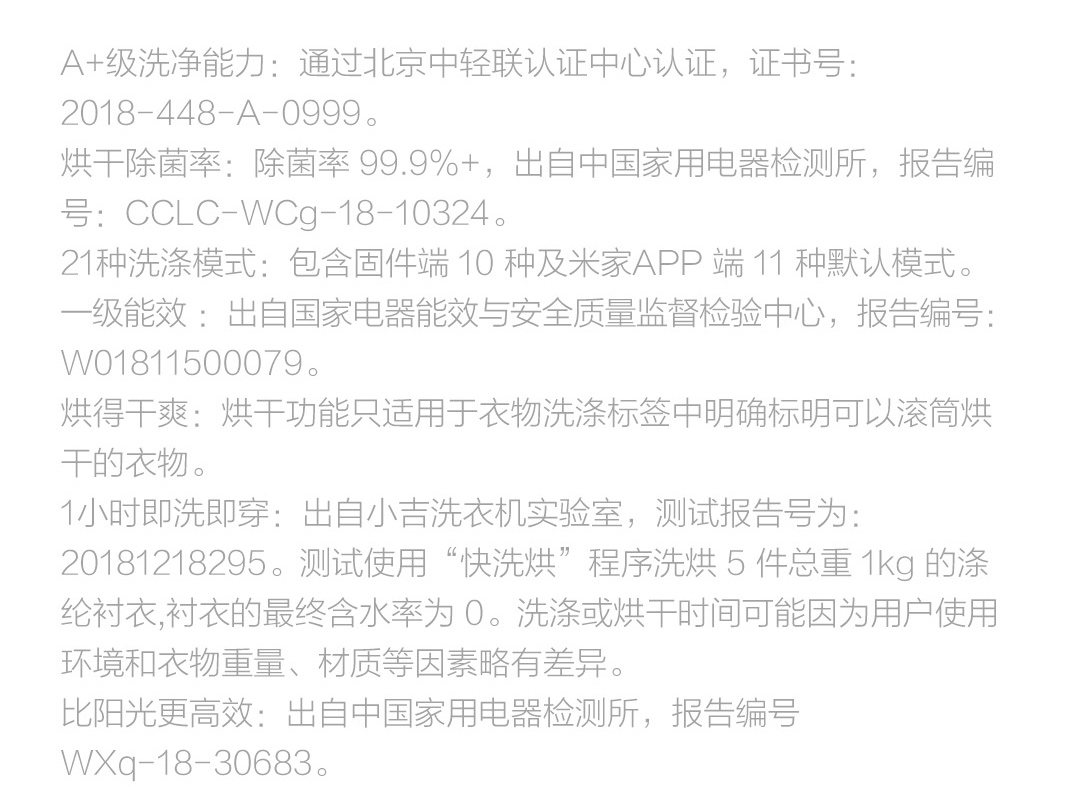 A+级洗净能力：通过北京中轻联认证中心认证，证书号：
2018-448-A-0999。
烘干除菌率：除菌率 99.9%+，出自中国家用电器检测所，报告编
号：CCLC-WCg-18-10324。
21种洗涤模式：包含固件端 10 种及米家APP 端 11 种默认模式。
一级能效 ：出自国家电器能效与安全质量监督检验中心，报告编号：
W01811500079。
烘得干爽：烘干功能只适用于衣物洗涤标签中明确标明可以滚筒烘
干的衣物。
1小时即洗即穿：出自小吉洗衣机实验室，测试报告号为：
20181218295。测试使用“快洗烘”程序洗烘 5 件总重 1kg 的涤
纶衬衣,衬衣的最终含水率为 0。洗涤或烘干时间可能因为用户使用
环境和衣物重量、材质等因素略有差异。
比阳光更高效：出自中国家用电器检测所，报告编号
WXq-18-30683。